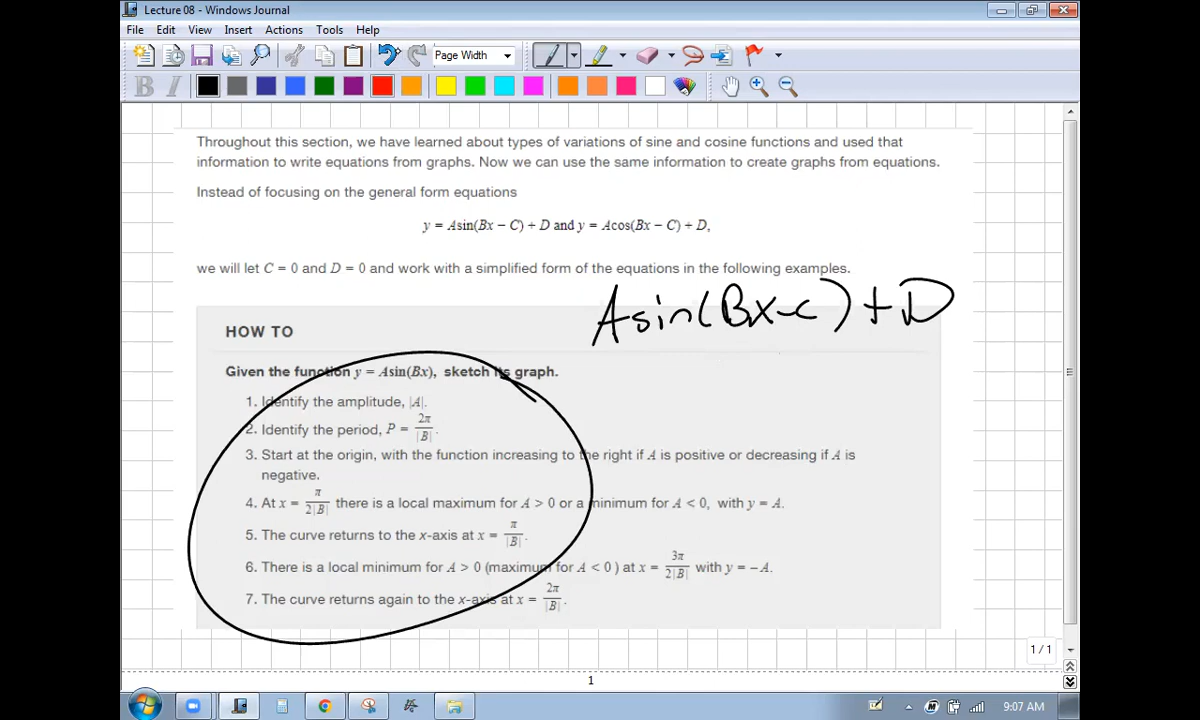 Lecture 08 - Windows Journal
File Edit View Insert Actions Tools Help
Page Width
B I
Throughout this section, we have learned about types of variations of sine and cosine functions and used that
information to write equations from graphs. Now we can use the same information to create graphs from equations.
Instead of focusing on the general form equations
y = Asin(Bx − C) + D and y = Acos(Bx − C) + D,
we will let C = 0 and D = 0 and work with a simplified form of the equations in the following examples.
Asin(Bx-c) + D
HOW TO
Given the function y = Asin(Bx), sketch its graph.
1. Identify the amplitude, |A|.
2. Identify the period, P = 2π/|B|.
3. Start at the origin, with the function increasing to the right if A is positive or decreasing if A is
negative.
4. At x = π/2|B| there is a local maximum for A > 0 or a minimum for A < 0, with y = A.
5. The curve returns to the x-axis at x = π/|B|.
6. There is a local minimum for A > 0 (maximum for A < 0 ) at x = 3π/2|B| with y = −A.
7. The curve returns again to the x-axis at x = 2π/|B|.
1 / 1
1
9:07 AM